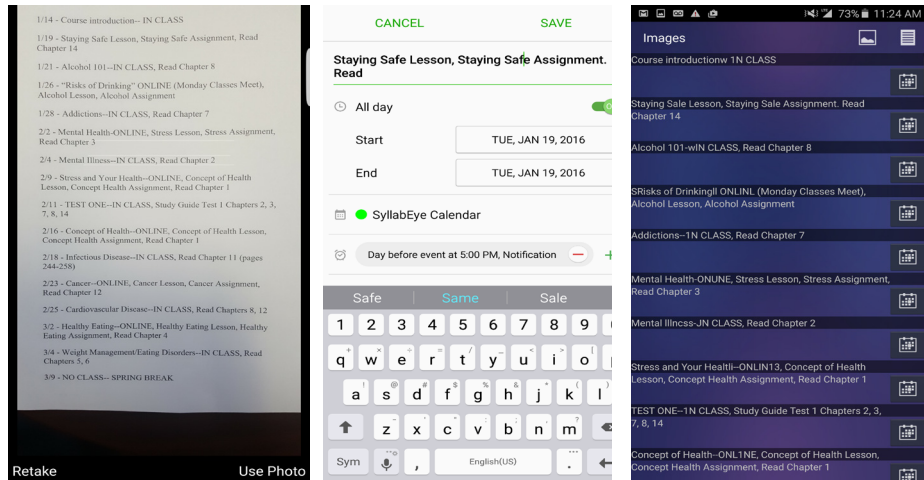 1/14 - Course introduction-- IN CLASS
1/19 - Staying Safe Lesson, Staying Safe Assignment, Read
Chapter 14
1/21 - Alcohol 101--IN CLASS, Read Chapter 8
1/26 - "Risks of Drinking" ONLINE (Monday Classes Meet),
Alcohol Lesson, Alcohol Assignment
1/28 - Addictions--IN CLASS, Read Chapter 7
2/2 - Mental Health-ONLINE, Stress Lesson, Stress Assignment,
Read Chapter 3
2/4 - Mental Illness--IN CLASS, Read Chapter 2
2/9 - Stress and Your Health--ONLINE, Concept of Health
Lesson, Concept Health Assignment, Read Chapter 1
2/11 - TEST ONE--IN CLASS, Study Guide Test 1 Chapters 2, 3,
7, 8, 14
2/16 - Concept of Health--ONLINE, Concept of Health Lesson,
Concept Health Assignment, Read Chapter 1
2/18 - Infectious Disease--IN CLASS, Read Chapter 11 (pages
244-258)
2/23 - Cancer--ONLINE, Cancer Lesson, Cancer Assignment,
Read Chapter 12
2/25 - Cardiovascular Disease--IN CLASS, Read Chapters 8, 12
3/2 - Healthy Eating--ONLINE, Healthy Eating Lesson, Healthy
Eating Assignment, Read Chapter 4
3/4 - Weight Management/Eating Disorders--IN CLASS, Read
Chapters 5, 6
3/9 - NO CLASS-- SPRING BREAK
Retake Use Photo
CANCEL SAVE
Staying Safe Lesson, Staying Safe Assignment.
Read
All day
Start TUE, JAN 19, 2016
End TUE, JAN 19, 2016
SyllabEye Calendar
Day before event at 5:00 PM, Notification
Safe Same Sale
1 2 3 4 5 6 7 8 9
q w e r t y u i o
a s d f g h j k l
z x c v b n m
Sym , English(US) .
73% 11:24 AM
Images
Course introductionw 1N CLASS
Staying Sale Lesson, Staying Sale Assignment. Read
Chapter 14
Alcohol 101-wIN CLASS, Read Chapter 8
SRisks of Drinkingll ONLINL (Monday Classes Meet),
Alcohol Lesson, Alcohol Assignment
Addictions--1N CLASS, Read Chapter 7
Mental Health-ONUNE, Stress Lesson, Stress Assignment,
Read Chapter 3
Mental Illncss-JN CLASS, Read Chapter 2
Stress and Your Healtli--ONLIN13, Concept of Health
Lesson, Concept Health Assignment, Read Chapter 1
TEST ONE--1N CLASS, Study Guide Test 1 Chapters 2, 3,
7, 8, 14
Concept of Health--ONL1NE, Concept of Health Lesson,
Concept Health Assignment, Read Chapter 1